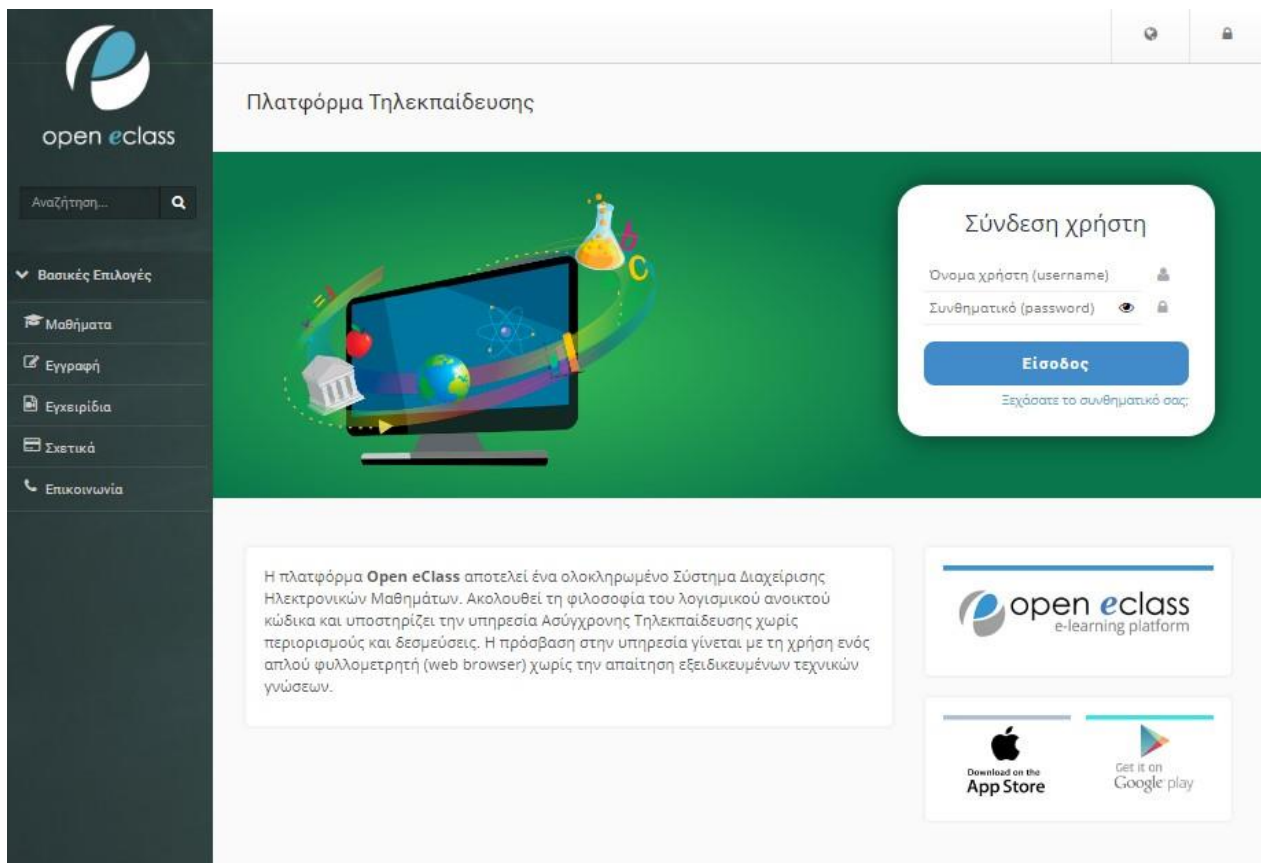 open eclass
Αναζήτηση...
Βασικές Επιλογές
Μαθήματα
Εγγραφή
Εγχειρίδια
Σχετικά
Επικοινωνία
Πλατφόρμα Τηλεκπαίδευσης
Σύνδεση χρήστη
Όνομα χρήστη (username)
Συνθηματικό (password)
Είσοδος
Ξεχάσατε το συνθηματικό σας;
Η πλατφόρμα Open eClass αποτελεί ένα ολοκληρωμένο Σύστημα Διαχείρισης
Ηλεκτρονικών Μαθημάτων. Ακολουθεί τη φιλοσοφία του λογισμικού ανοικτού
κώδικα και υποστηρίζει την υπηρεσία Ασύγχρονης Τηλεκπαίδευσης χωρίς
περιορισμούς και δεσμεύσεις. Η πρόσβαση στην υπηρεσία γίνεται με τη χρήση ενός
απλού φυλλομετρητή (web browser) χωρίς την απαίτηση εξειδικευμένων τεχνικών
γνώσεων.
open eclass
e-learning platform
Download on the
App Store
Get it on
Google play